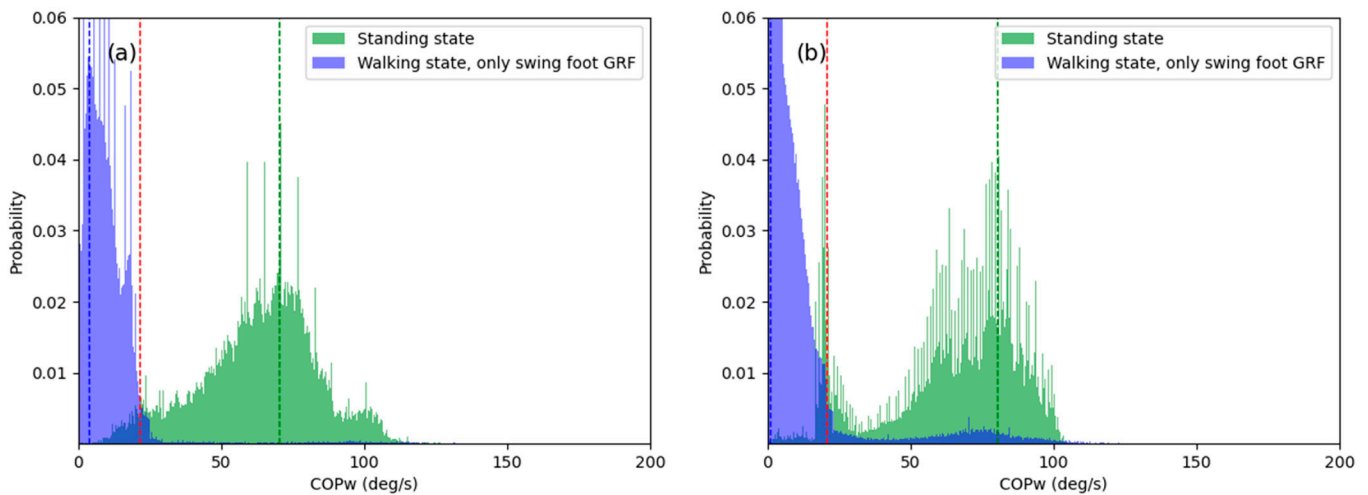 0.06
0.05
0.04
0.03
0.02
0.01
Probability
(a)
Standing state
Walking state, only swing foot GRF
0
50
100
150
200
COPw (deg/s)
0.06
0.05
0.04
0.03
0.02
0.01
Probability
(b)
Standing state
Walking state, only swing foot GRF
0
50
100
150
200
COPw (deg/s)